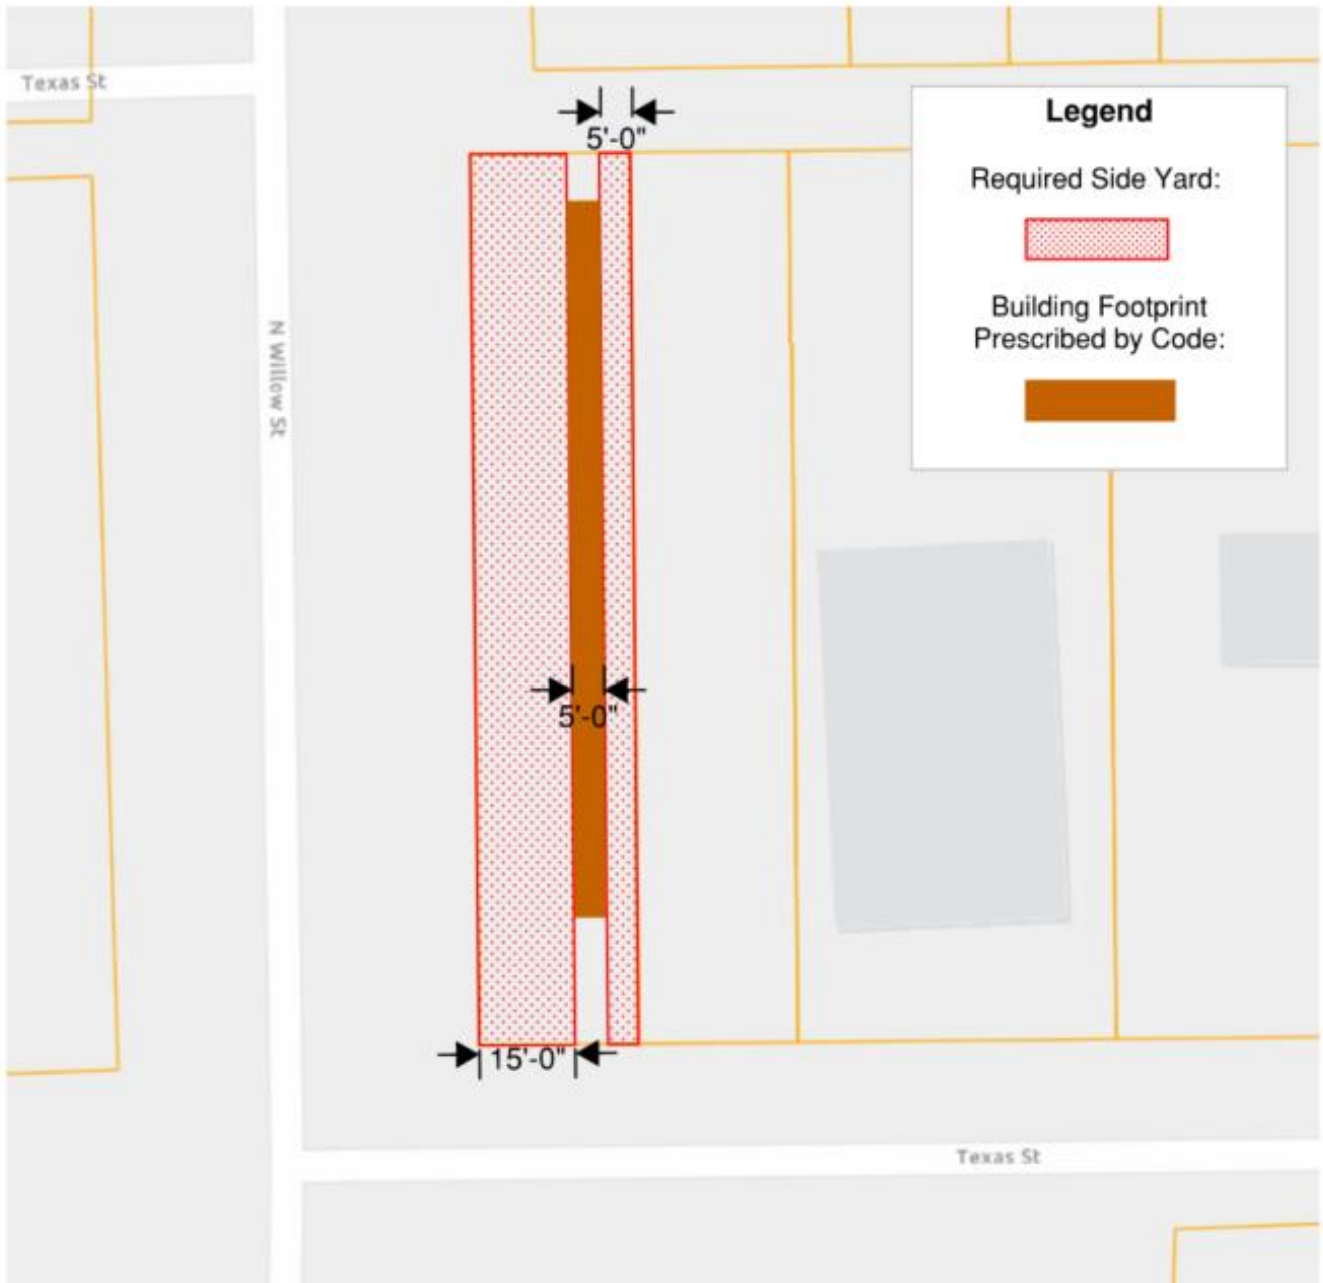 Texas St
5'-0"
Legend
Required Side Yard:
Building Footprint
Prescribed by Code:
N Willow St
5'-0"
15'-0"
Texas St